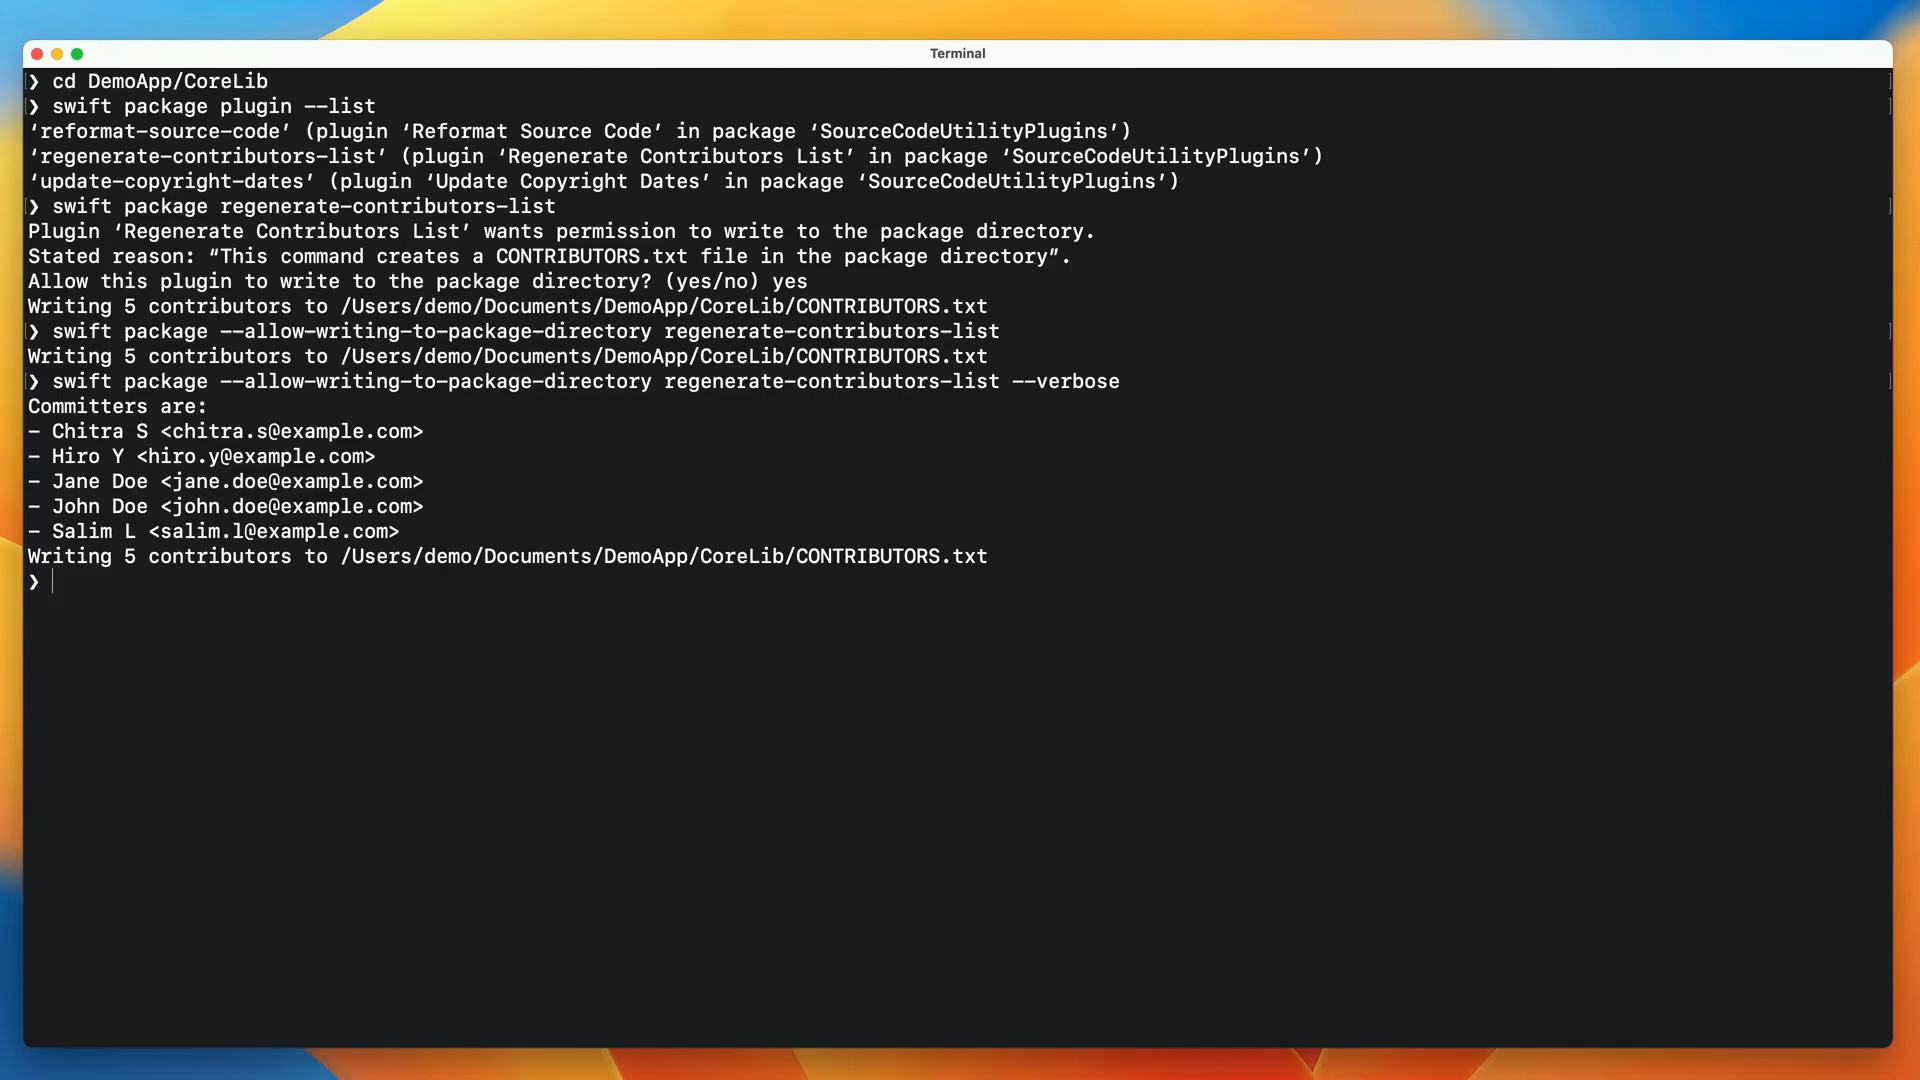 Terminal
❯ cd DemoApp/CoreLib
❯ swift package plugin --list
‘reformat-source-code’ (plugin ‘Reformat Source Code’ in package ‘SourceCodeUtilityPlugins’)
‘regenerate-contributors-list’ (plugin ‘Regenerate Contributors List’ in package ‘SourceCodeUtilityPlugins’)
‘update-copyright-dates’ (plugin ‘Update Copyright Dates’ in package ‘SourceCodeUtilityPlugins’)
❯ swift package regenerate-contributors-list
Plugin ‘Regenerate Contributors List’ wants permission to write to the package directory.
Stated reason: “This command creates a CONTRIBUTORS.txt file in the package directory”.
Allow this plugin to write to the package directory? (yes/no) yes
Writing 5 contributors to /Users/demo/Documents/DemoApp/CoreLib/CONTRIBUTORS.txt
❯ swift package --allow-writing-to-package-directory regenerate-contributors-list
Writing 5 contributors to /Users/demo/Documents/DemoApp/CoreLib/CONTRIBUTORS.txt
❯ swift package --allow-writing-to-package-directory regenerate-contributors-list --verbose
Committers are:
- Chitra S <chitra.s@example.com>
- Hiro Y <hiro.y@example.com>
- Jane Doe <jane.doe@example.com>
- John Doe <john.doe@example.com>
- Salim L <salim.l@example.com>
Writing 5 contributors to /Users/demo/Documents/DemoApp/CoreLib/CONTRIBUTORS.txt
❯